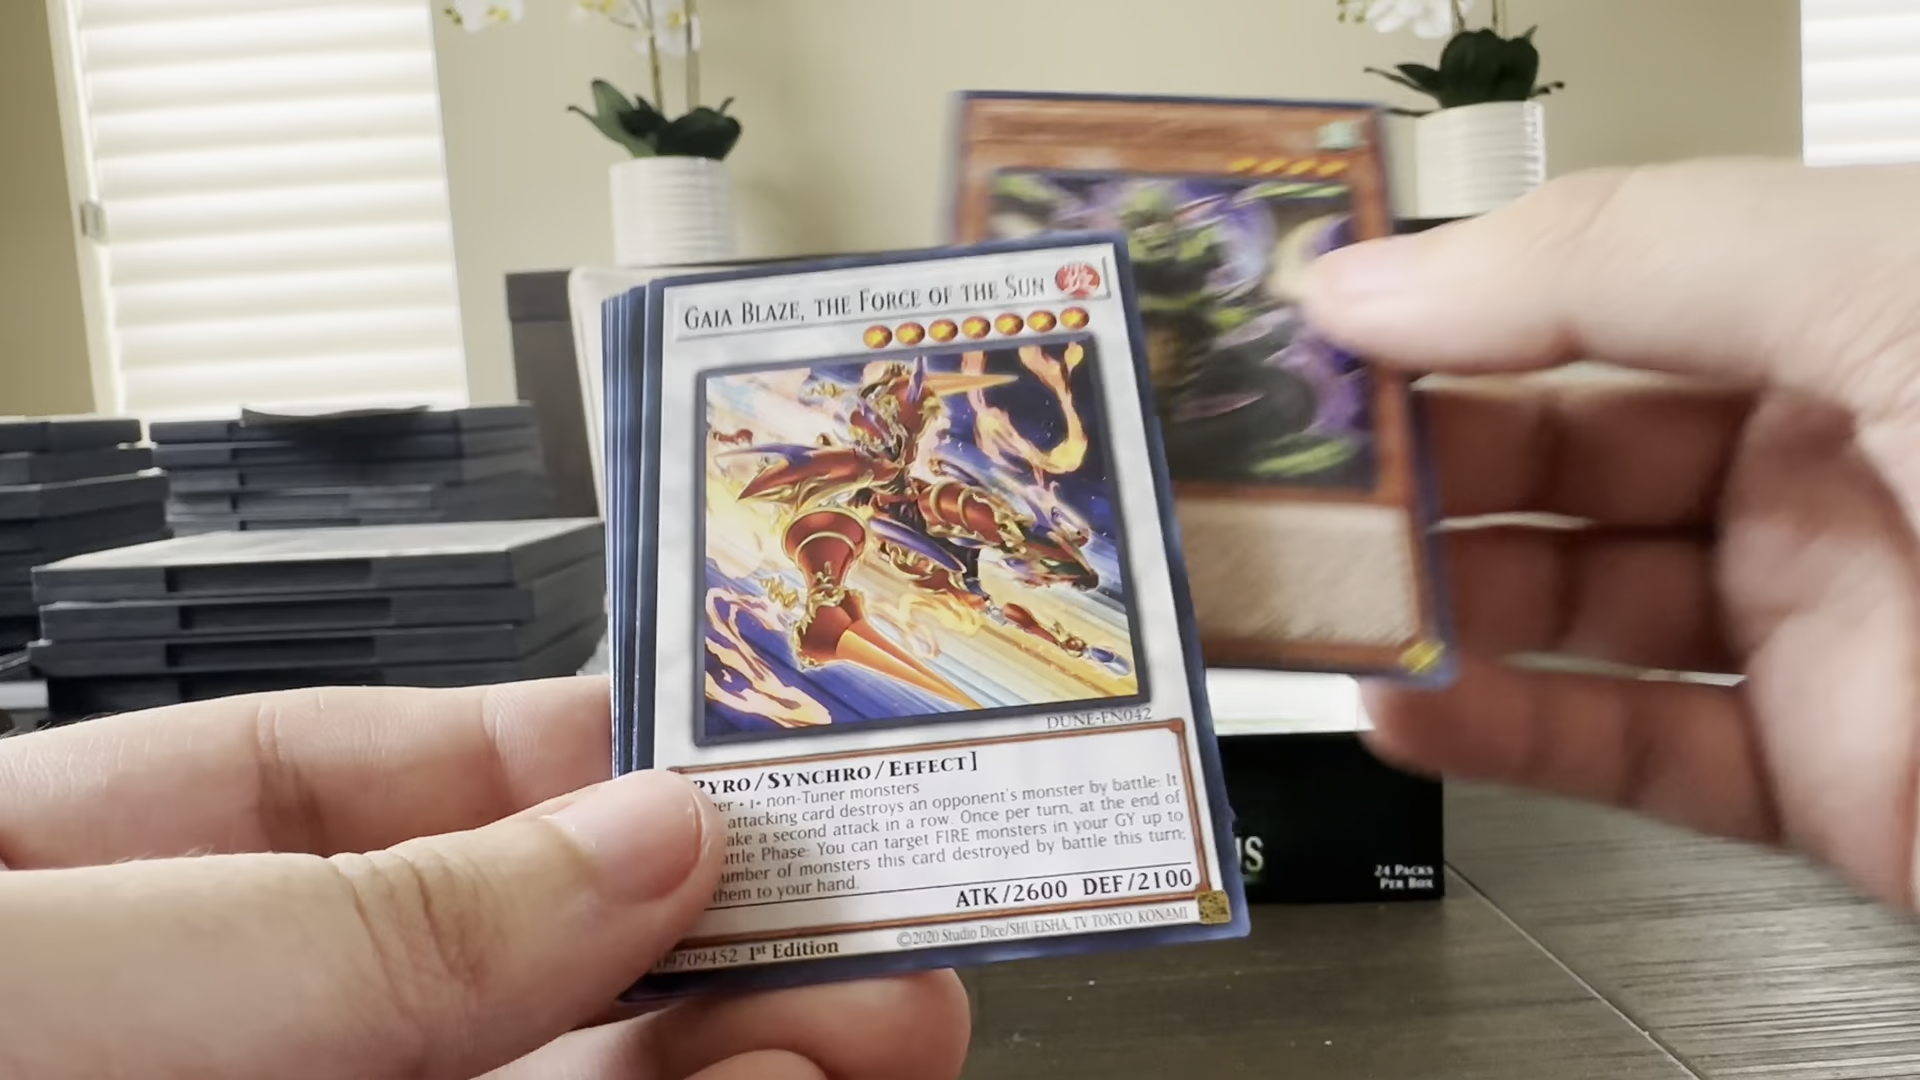 GAIA BLAZE, THE FORCE OF THE SUN
DUNE-EN042
PYRO/SYNCHRO/EFFECT]
non-Tuner monsters
attacking card destroys an opponent's monster by battle: It
a second attack in a row. Once per turn, at the end of
Phase: You can target FIRE monsters in your GY up to
number of monsters this card destroyed by battle this turn;
them to your hand.
ATK/2600 DEF/2100
09709452 1st Edition
©2020 Studio Dice/SHUEISHA, TV TOKYO, KONAMI
24 PACKS
PER BOX